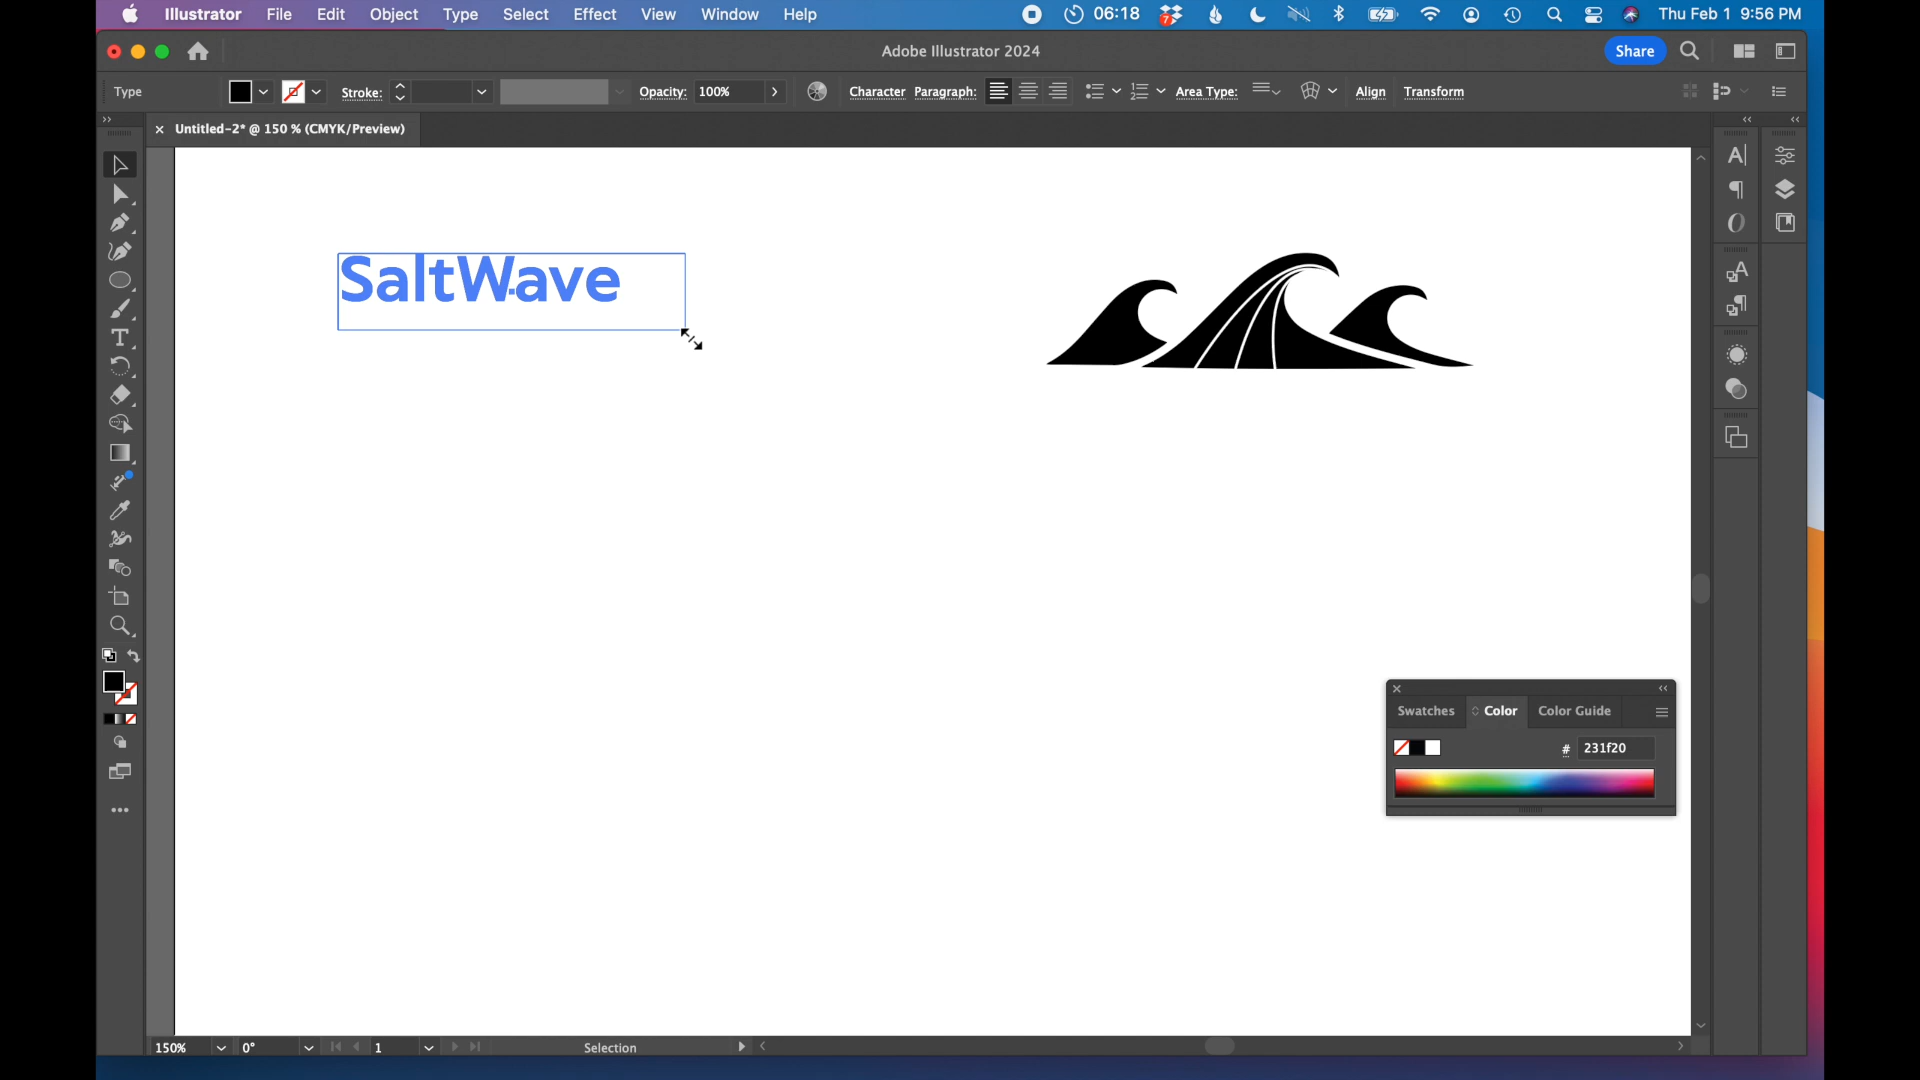 Illustrator File Edit Object Type Select Effect View Window Help
06:18
7
Thu Feb 1 9:56 PM
Adobe Illustrator 2024
Share
Type
Stroke:
Opacity: 100%
Character Paragraph:
Area Type:
Align Transform
Untitled-2* @ 150 % (CMYK/Preview)
SaltWave
Swatches Color Color Guide
# 231f20
150% 0° 1 Selection